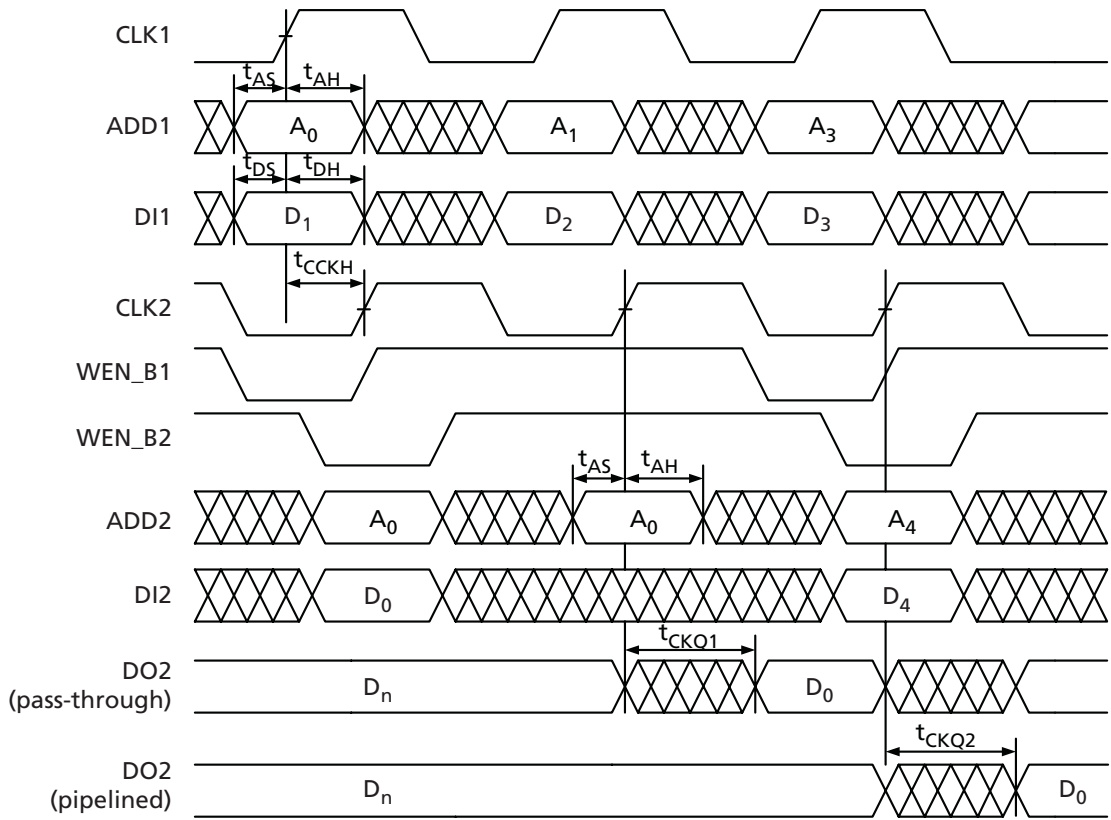 CLK1
t_AS t_AH
ADD1 A_0 A_1 A_3
t_DS t_DH
DI1 D_1 D_2 D_3
t_CCKH
CLK2
WEN_B1
WEN_B2
t_AS t_AH
ADD2 A_0 A_0 A_4
DI2 D_0 D_4
t_CKQ1
DO2
(pass-through) D_n D_0
t_CKQ2
DO2
(pipelined) D_n D_0